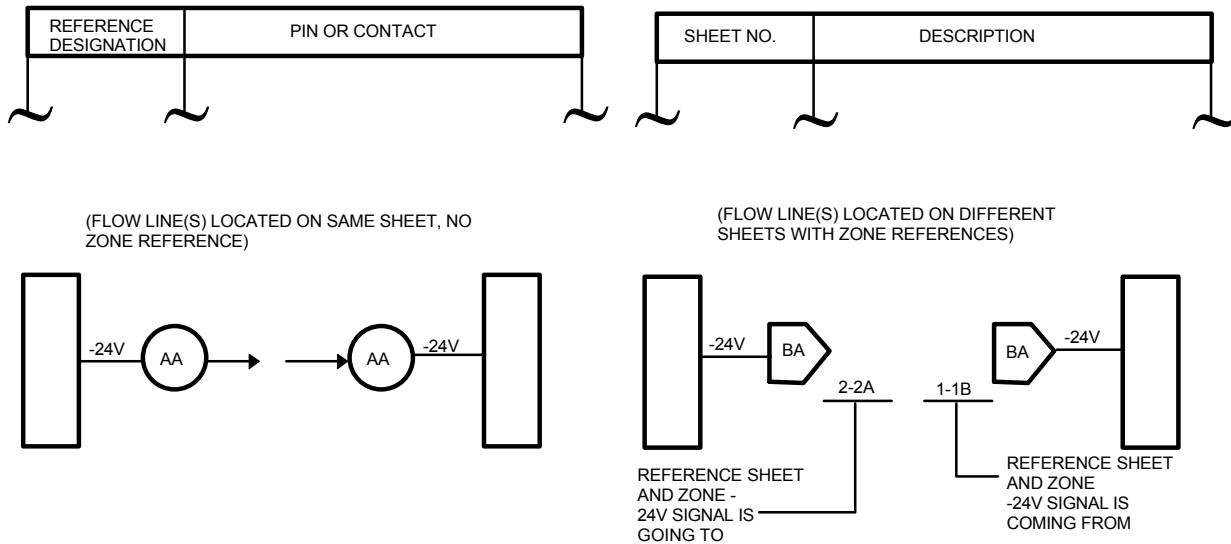 REFERENCE
DESIGNATION
PIN OR CONTACT
SHEET NO.
DESCRIPTION
(FLOW LINE(S) LOCATED ON SAME SHEET, NO
ZONE REFERENCE)
(FLOW LINE(S) LOCATED ON DIFFERENT
SHEETS WITH ZONE REFERENCES)
-24V
AA
AA
-24V
-24V
BA
BA
-24V
2-2A
1-1B
REFERENCE SHEET
AND ZONE -
24V SIGNAL IS
GOING TO
REFERENCE SHEET
AND ZONE
-24V SIGNAL IS
COMING FROM